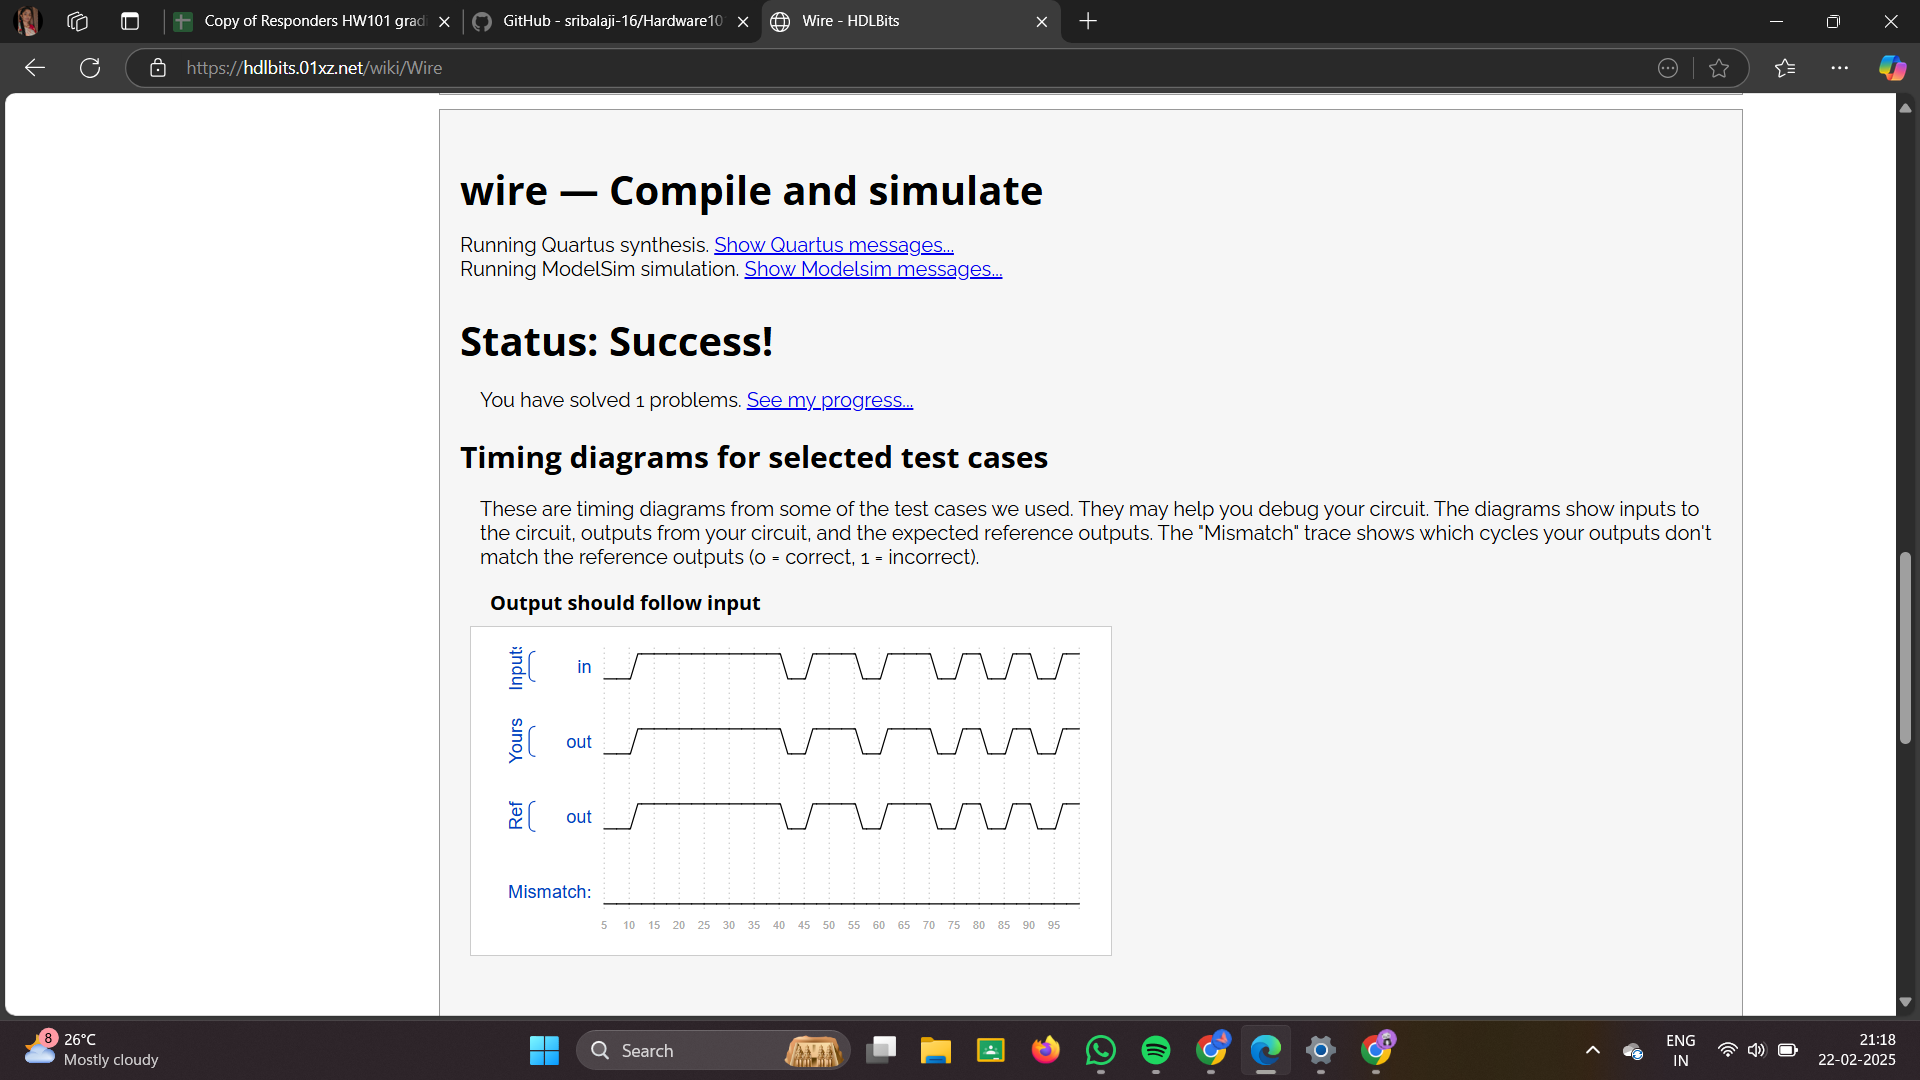 Copy of Responders HW101 gradi
GitHub - sribalaji-16/Hardware10
Wire - HDLBits
https://hdlbits.01xz.net/wiki/Wire
wire — Compile and simulate
Running Quartus synthesis. Show Quartus messages...
Running ModelSim simulation. Show Modelsim messages...
Status: Success!
You have solved 1 problems. See my progress...
Timing diagrams for selected test cases
These are timing diagrams from some of the test cases we used. They may help you debug your circuit. The diagrams show inputs to
the circuit, outputs from your circuit, and the expected reference outputs. The "Mismatch" trace shows which cycles your outputs don't
match the reference outputs (0 = correct, 1 = incorrect).
Output should follow input
Inputs
in
Yours
out
Ref
out
Mismatch:
5 10 15 20 25 30 35 40 45 50 55 60 65 70 75 80 85 90 95
8
26°C
Mostly cloudy
Search
ENG
IN
21:18
22-02-2025